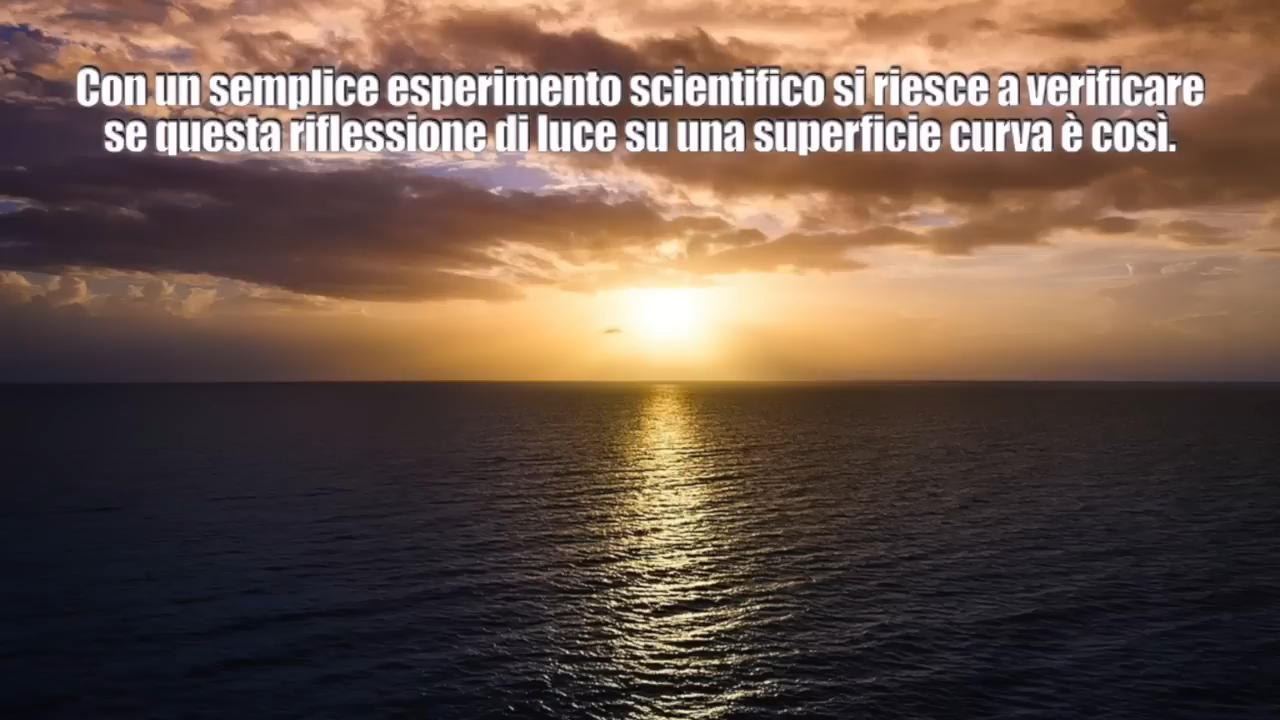 Con un semplice esperimento scientifico si riesce a verificare
se questa riflessione di luce su una superficie curva è così.